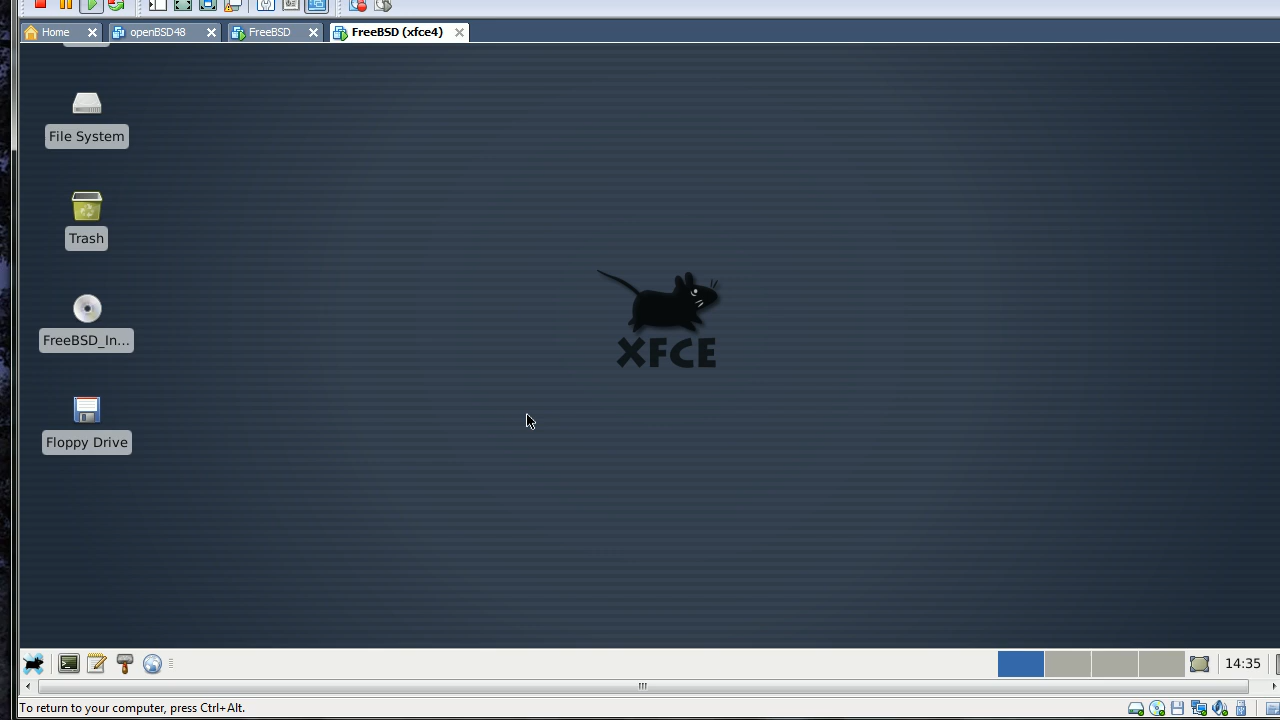 Home
openBSD48
FreeBSD
FreeBSD (xfce4)
File System
Trash
FreeBSD_In...
Floppy Drive
XFCE
14:35
To return to your computer, press Ctrl+Alt.